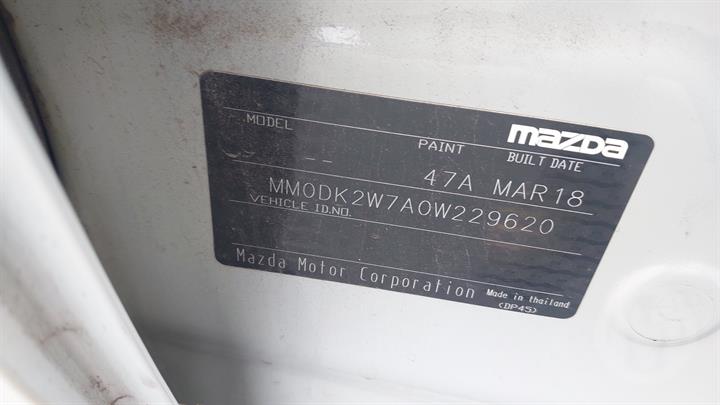 mazda
MODEL PAINT BUILT DATE
-- -- 47A MAR18
MM0DK2W7A0W229620
VEHICLE ID.NO.
Mazda Motor Corporation Made in thailand
(DP45)